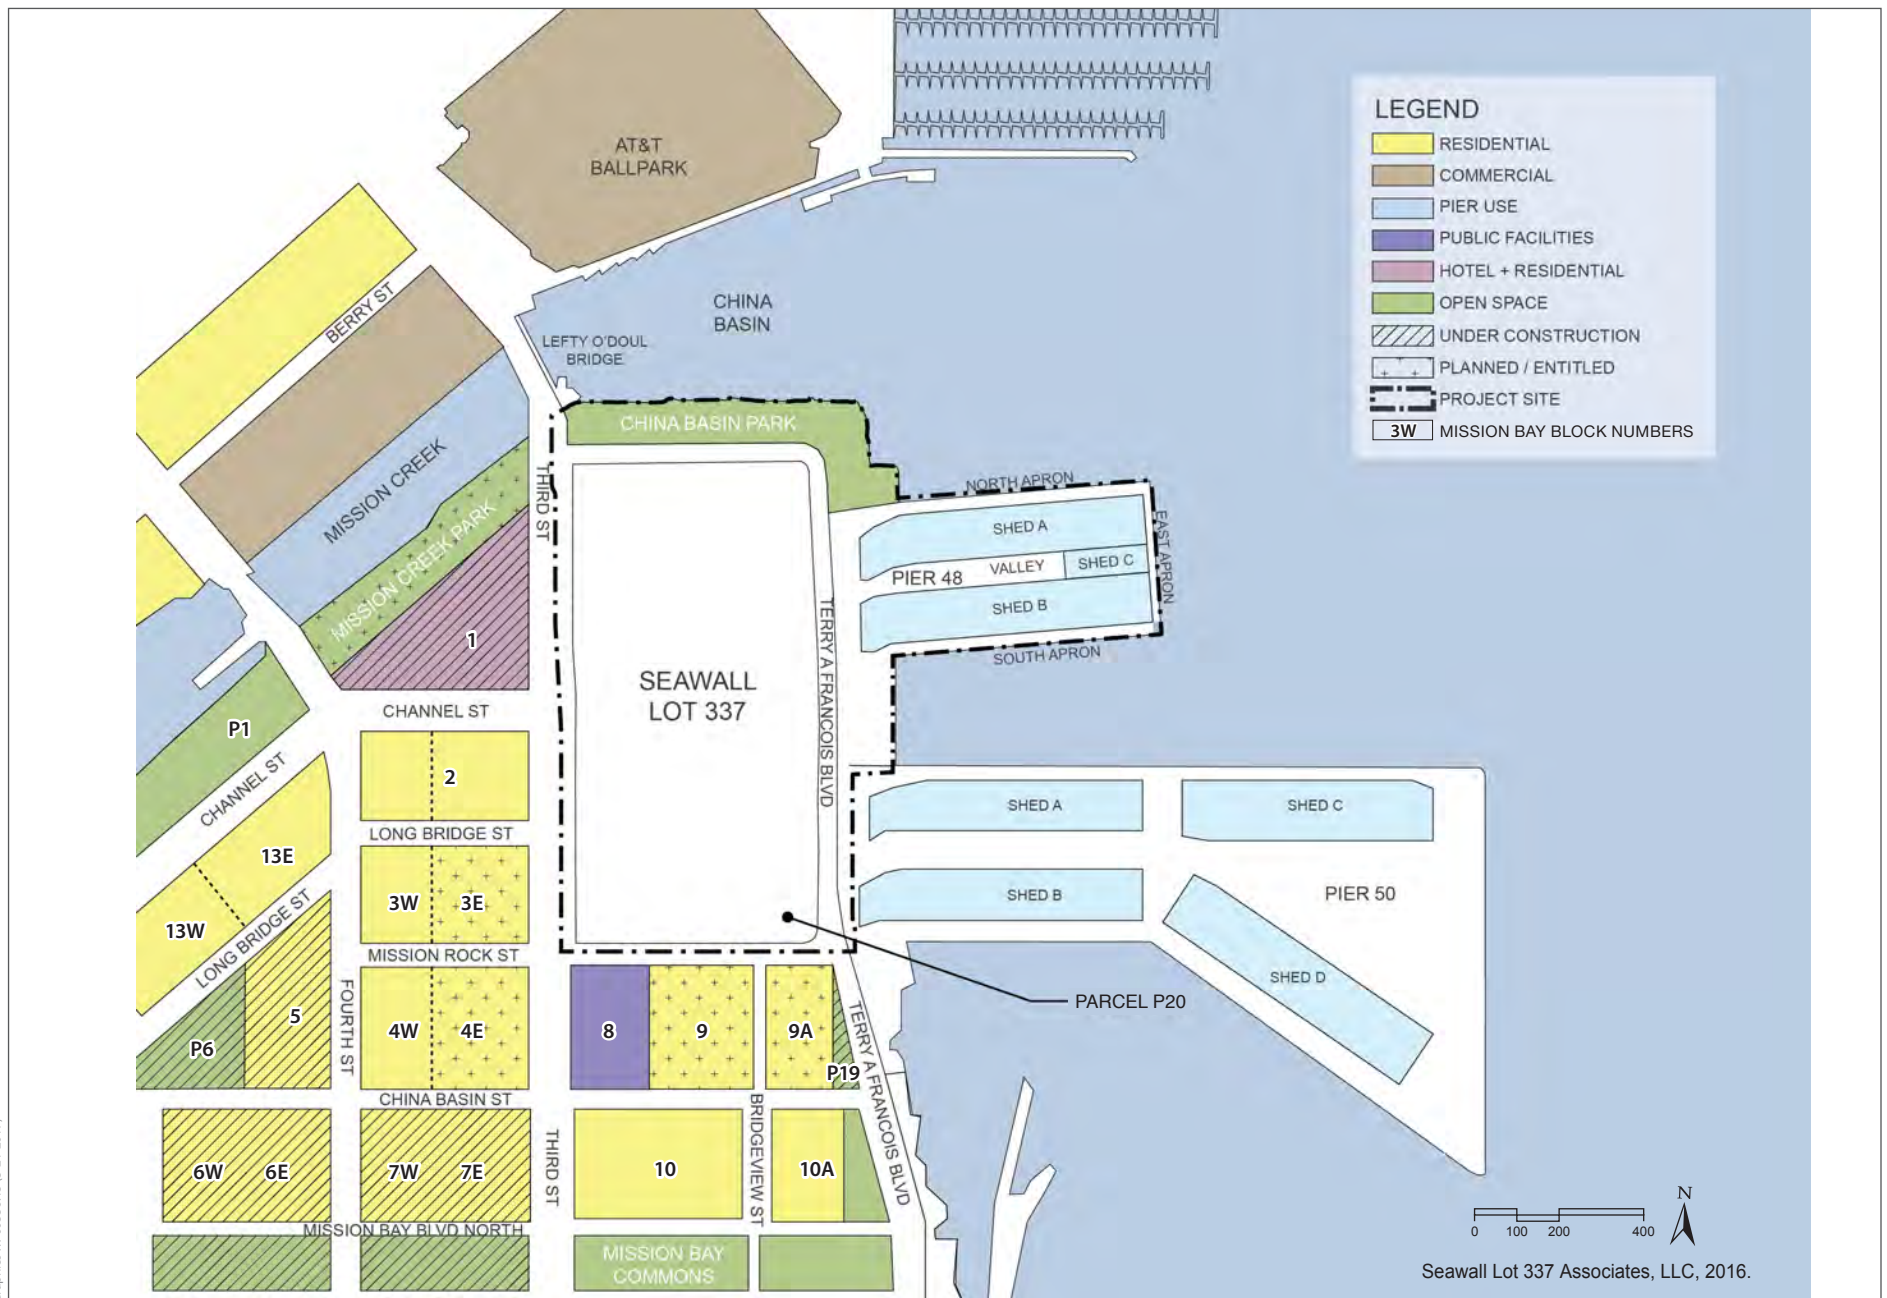 AT&T
BALLPARK
LEGEND
RESIDENTIAL
COMMERCIAL
PIER USE
PUBLIC FACILITIES
HOTEL + RESIDENTIAL
OPEN SPACE
UNDER CONSTRUCTION
PLANNED / ENTITLED
PROJECT SITE
3W MISSION BAY BLOCK NUMBERS
BERRY ST
CHINA
BASIN
LEFTY O'DOUL
BRIDGE
CHINA BASIN PARK
MISSION CREEK
MISSION CREEK PARK
THIRD ST
NORTH APRON
EAST APRON
SHED A
PIER 48
VALLEY
SHED C
SHED B
SOUTH APRON
1
SEAWALL
LOT 337
TERRY A FRANCOIS BLVD
CHANNEL ST
P1
CHANNEL ST
2
LONG BRIDGE ST
SHED A
SHED C
13E
3W
3E
SHED B
PIER 50
13W
LONG BRIDGE ST
MISSION ROCK ST
SHED D
PARCEL P20
FOURTH ST
5
P6
4W
4E
8
9
9A
P19
TERRY A FRANCOIS BLVD
CHINA BASIN ST
6W
6E
7W
7E
THIRD ST
10
BRIDGEVIEW ST
10A
MISSION BAY BLVD NORTH
MISSION BAY
COMMONS
N
0 100 200 400
Seawall Lot 337 Associates, LLC, 2016.